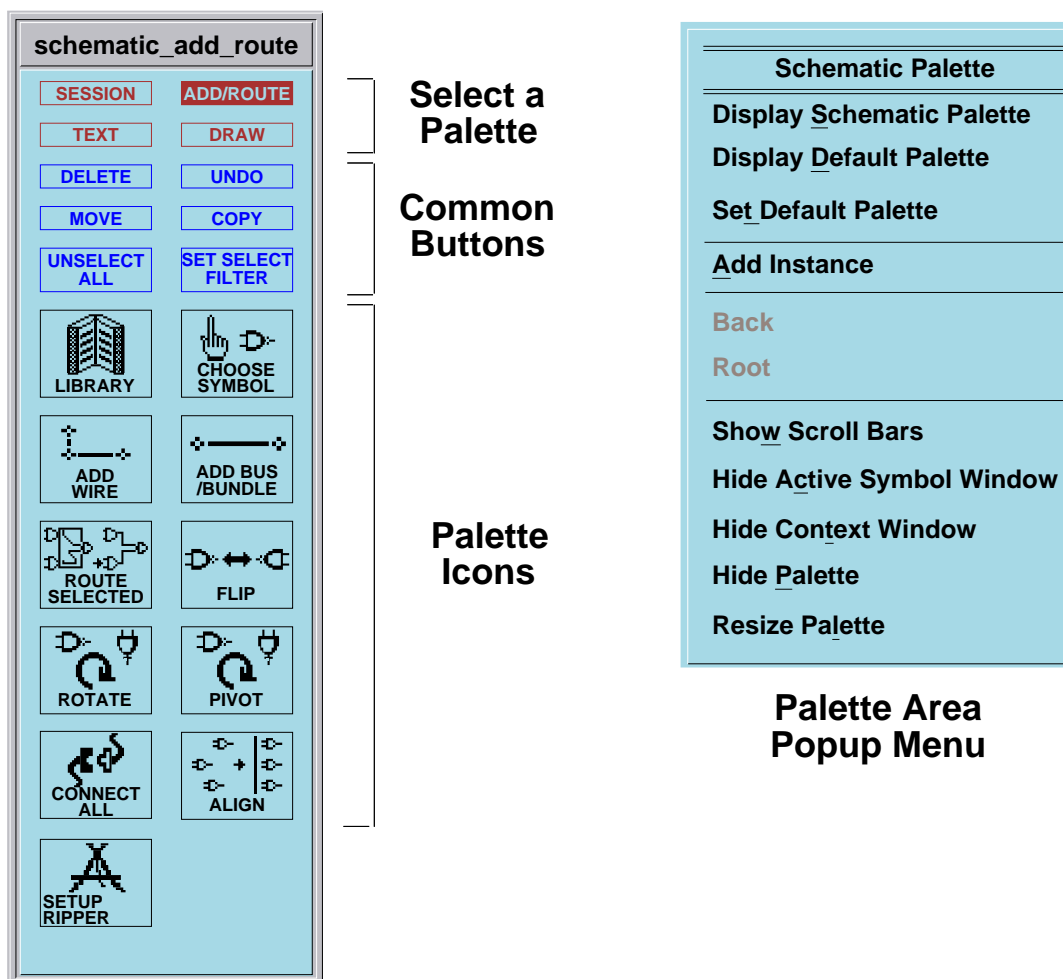 schematic_add_route
SESSION
ADD/ROUTE
TEXT
DRAW
DELETE
UNDO
MOVE
COPY
UNSELECT
ALL
SET SELECT
FILTER
LIBRARY
CHOOSE
SYMBOL
ADD
WIRE
ADD BUS
/BUNDLE
ROUTE
SELECTED
FLIP
ROTATE
PIVOT
CONNECT
ALL
ALIGN
SETUP
RIPPER
Select a
Palette
Common
Buttons
Palette
Icons
Schematic Palette
Display Schematic Palette
Display Default Palette
Set Default Palette
Add Instance
Back
Root
Show Scroll Bars
Hide Active Symbol Window
Hide Context Window
Hide Palette
Resize Palette
Palette Area
Popup Menu